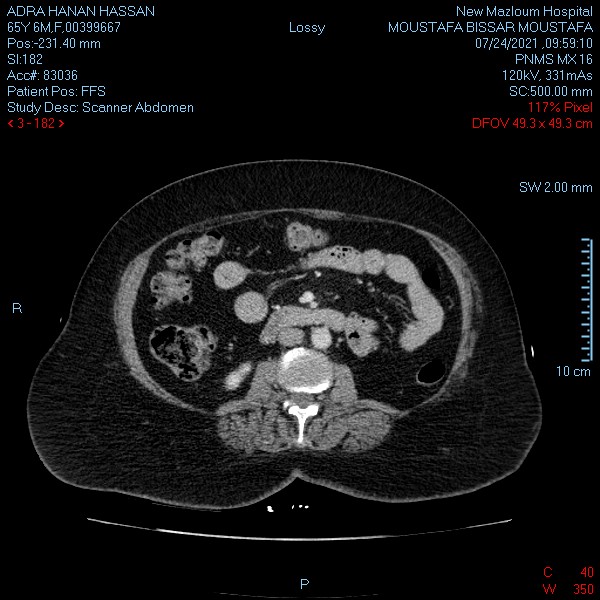 ADRA HANAN HASSAN
65Y 6M,F,00399667
Pos:-231.40 mm
SI:182
Acc#: 83036
Patient Pos: FFS
Study Desc: Scanner Abdomen
< 3 - 182 >
Lossy
New Mazloum Hospital
MOUSTAFA BISSAR MOUSTAFA
07/24/2021 ,09:59:10
PNMS MX 16
120kV, 331mAs
SC:500.00 mm
117% Pixel
DFOV 49.3 x 49.3 cm
SW 2.00 mm
R
10 cm
P
C 40
W 350